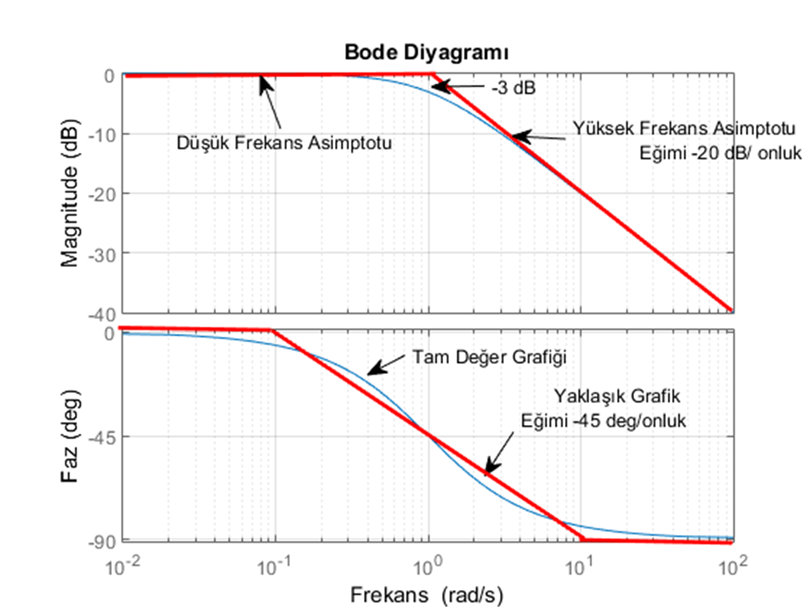 Bode Diyagramı
Magnitude (dB)
0
-10
-20
-30
-40
-3 dB
Düşük Frekans Asimptotu
Yüksek Frekans Asimptotu
Eğimi -20 dB/ onluk
Faz (deg)
0
-45
-90
Tam Değer Grafiği
Yaklaşık Grafik
Eğimi -45 deg/onluk
10⁻² 10⁻¹ 10⁰ 10¹ 10²
Frekans (rad/s)